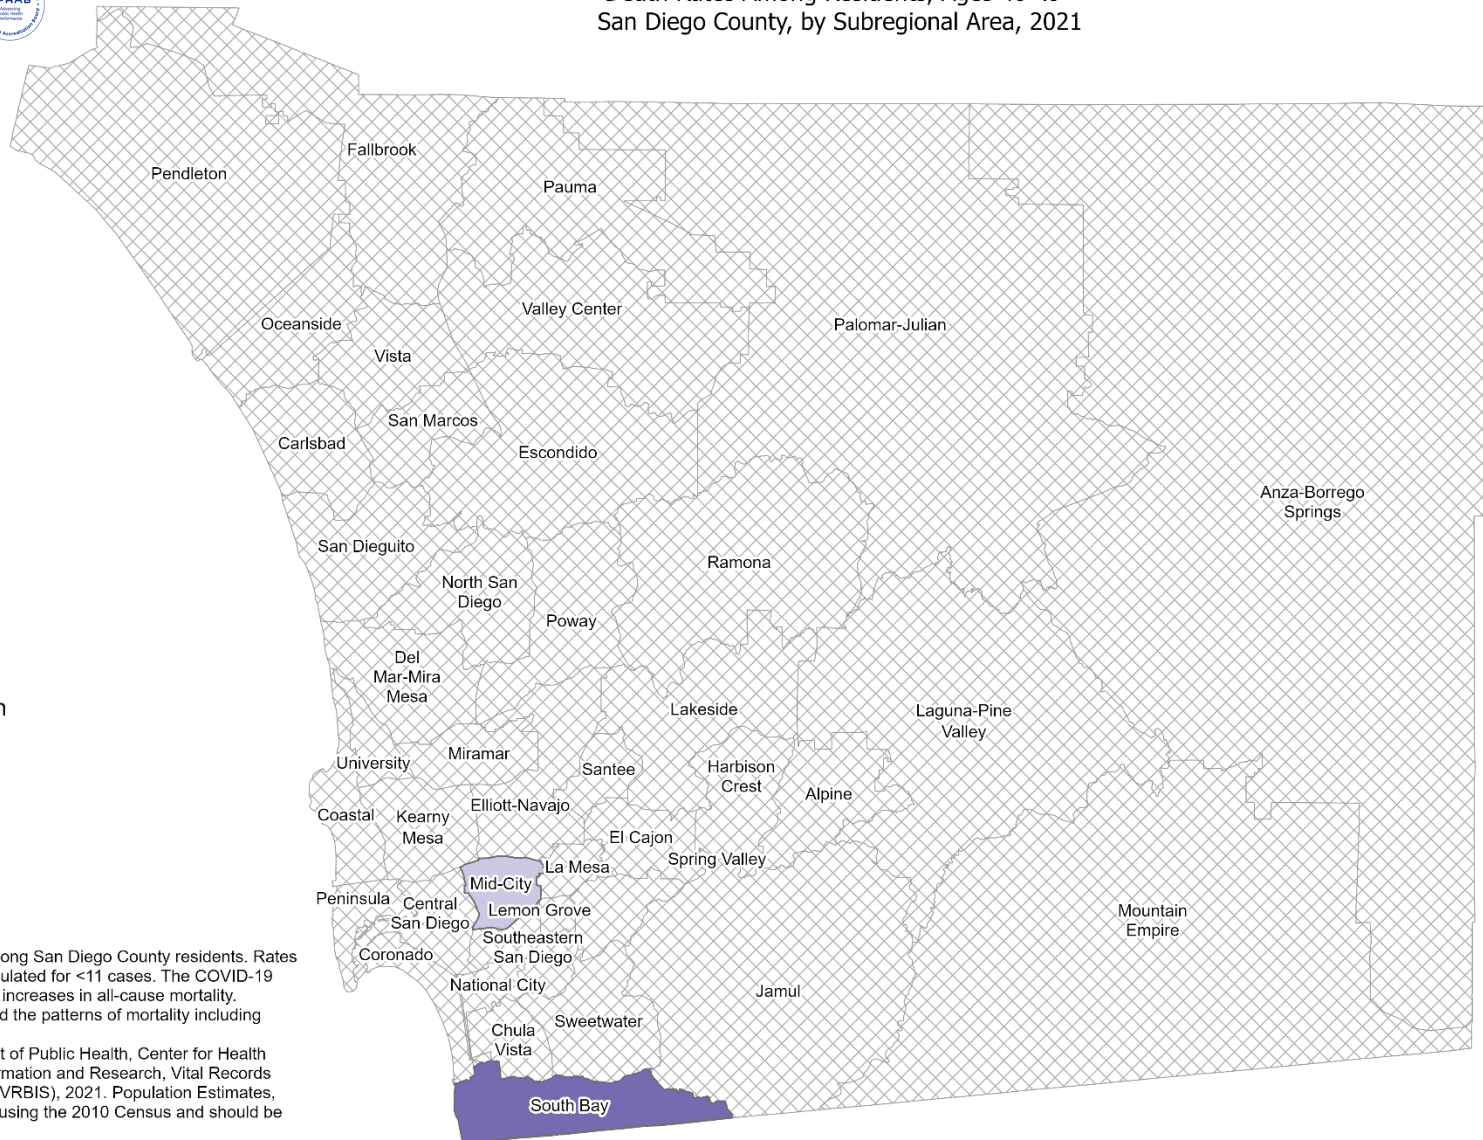 San Diego County, by Subregional Area, 2021
Fallbrook
Pendleton
Pauma
Valley Center
Oceanside
Palomar-Julian
Vista
San Marcos
Carlsbad
Escondido
Anza-Borrego
Springs
San Dieguito
Ramona
North San
Diego
Poway
Del
Mar-Mira
Mesa
Lakeside
Laguna-Pine
Valley
Miramar
University
Santee
Harbison
Crest
Alpine
Elliott-Navajo
Coastal
Kearny
Mesa
El Cajon
Spring Valley
La Mesa
Mid-City
Peninsula
Central
San Diego
Lemon Grove
Mountain
Empire
Southeastern
San Diego
Coronado
National City
Jamul
Sweetwater
Chula
Vista
South Bay
ong San Diego County residents. Rates
ulated for <11 cases. The COVID-19
increases in all-cause mortality.
d the patterns of mortality including
t of Public Health, Center for Health
rmation and Research, Vital Records
VRBIS), 2021. Population Estimates,
using the 2010 Census and should be